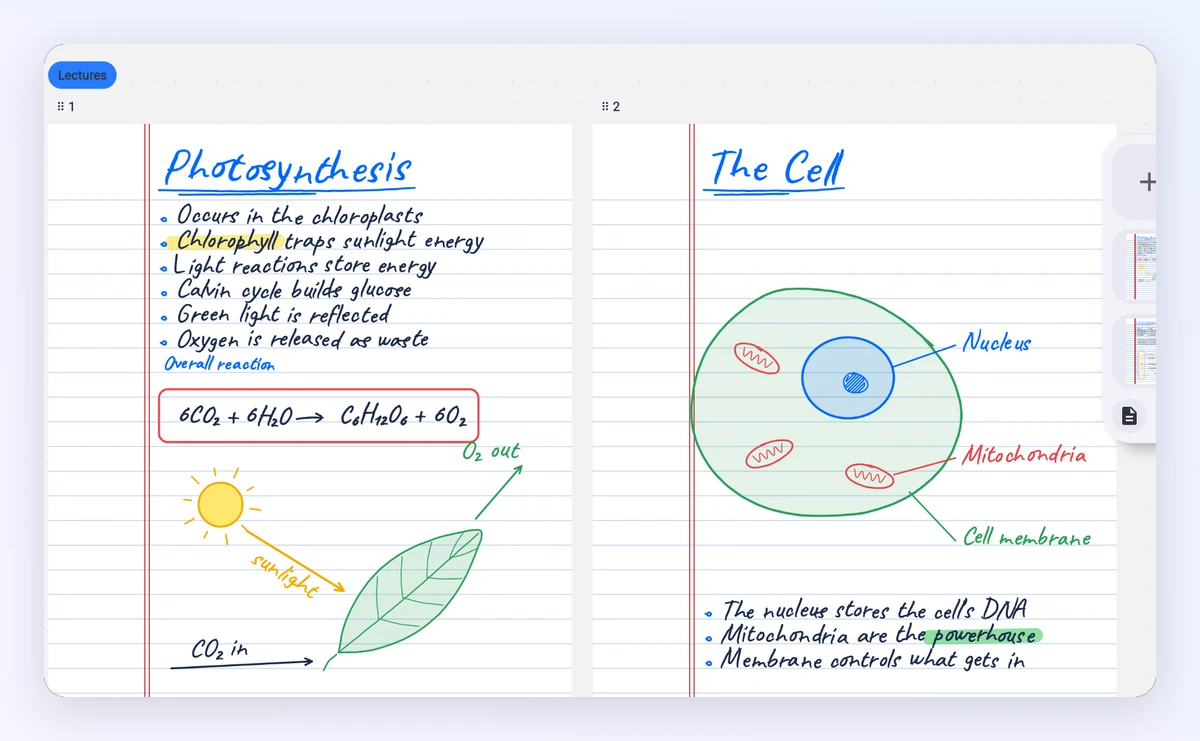 Lectures
1
Photosynthesis
Occurs in the chloroplasts
Chlorophyll traps sunlight energy
Light reactions store energy
Calvin cycle builds glucose
Green light is reflected
Oxygen is released as waste
Overall reaction
6CO₂ + 6H₂O → C₆H₁₂O₆ + 6O₂
O₂ out
sunlight
CO₂ in
2
The Cell
Nucleus
Mitochondria
Cell membrane
The nucleus stores the cell's DNA
Mitochondria are the powerhouse
Membrane controls what gets in